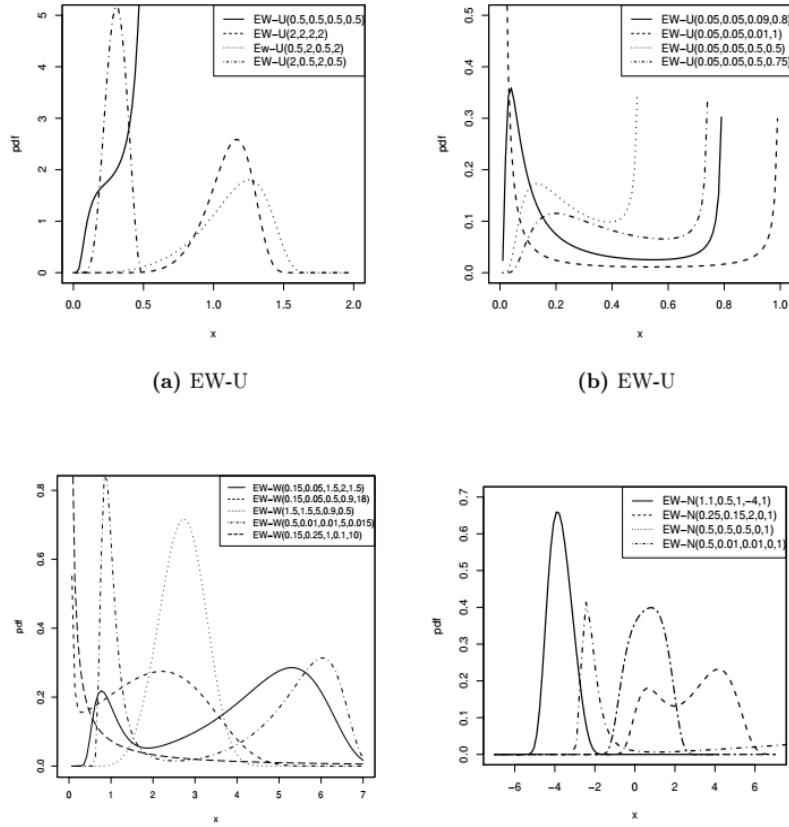 EW-U(0.5,0.5,0.5,0.5)
EW-U(2,2,2,2)
Ew-U(0.5,2,0.5,2)
EW-U(2,0.5,2,0.5)
pdf
5
4
3
2
1
0
0.0 0.5 1.0 1.5 2.0
x
(a) EW-U
EW-U(0.05,0.05,0.09,0.8)
EW-U(0.05,0.05,0.01,1)
EW-U(0.05,0.05,0.5,0.5)
EW-U(0.05,0.05,0.5,0.75)
pdf
0.5
0.4
0.3
0.2
0.1
0.0
0.0 0.2 0.4 0.6 0.8 1.0
x
(b) EW-U
EW-W(0.15,0.05,1.5,2,1.5)
EW-W(0.15,0.05,0.5,0.9,18)
EW-W(1.5,1.5,5,0.9,0.5)
EW-W(0.5,0.01,0.01,5,0.015)
EW-W(0.15,0.25,1,0.1,10)
pdf
0.8
0.6
0.4
0.2
0.0
0 1 2 3 4 5 6 7
x
EW-N(1.1,0.5,1,-4,1)
EW-N(0.25,0.15,2,0,1)
EW-N(0.5,0.5,0.5,0,1)
EW-N(0.5,0.01,0.01,0,1)
pdf
0.7
0.6
0.5
0.4
0.3
0.2
0.1
0.0
-6 -4 -2 0 2 4 6
x